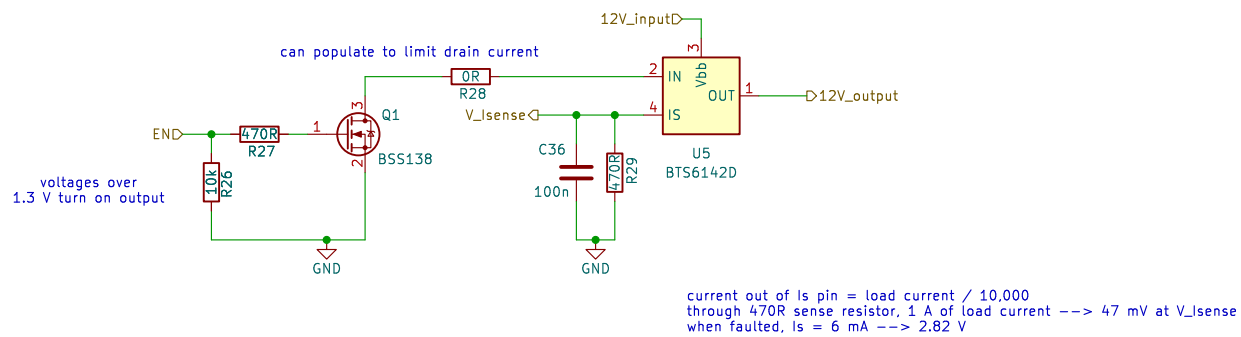 12V_input
can populate to limit drain current
3
Vbb
0R
R28
2
IN
OUT
1
12V_output
3
Q1
V_Isense
4
IS
EN
470R
R27
1
2
BSS138
C36
100n
470R
R29
U5
BTS6142D
10k
R26
voltages over
1.3 V turn on output
GND
GND
current out of Is pin = load current / 10,000
through 470R sense resistor, 1 A of load current --> 47 mV at V_Isense
when faulted, Is = 6 mA --> 2.82 V